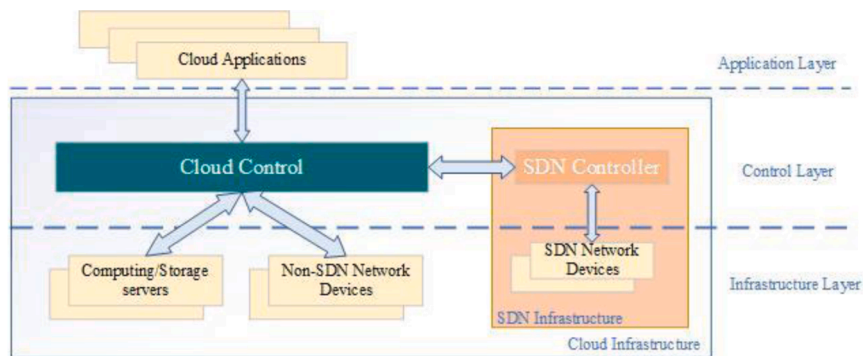 Cloud Applications
Application Layer
Cloud Control
SDN Controller
Control Layer
Computing/Storage
servers
Non-SDN Network
Devices
SDN Network
Devices
Infrastructure Layer
SDN Infrastructure
Cloud Infrastructure